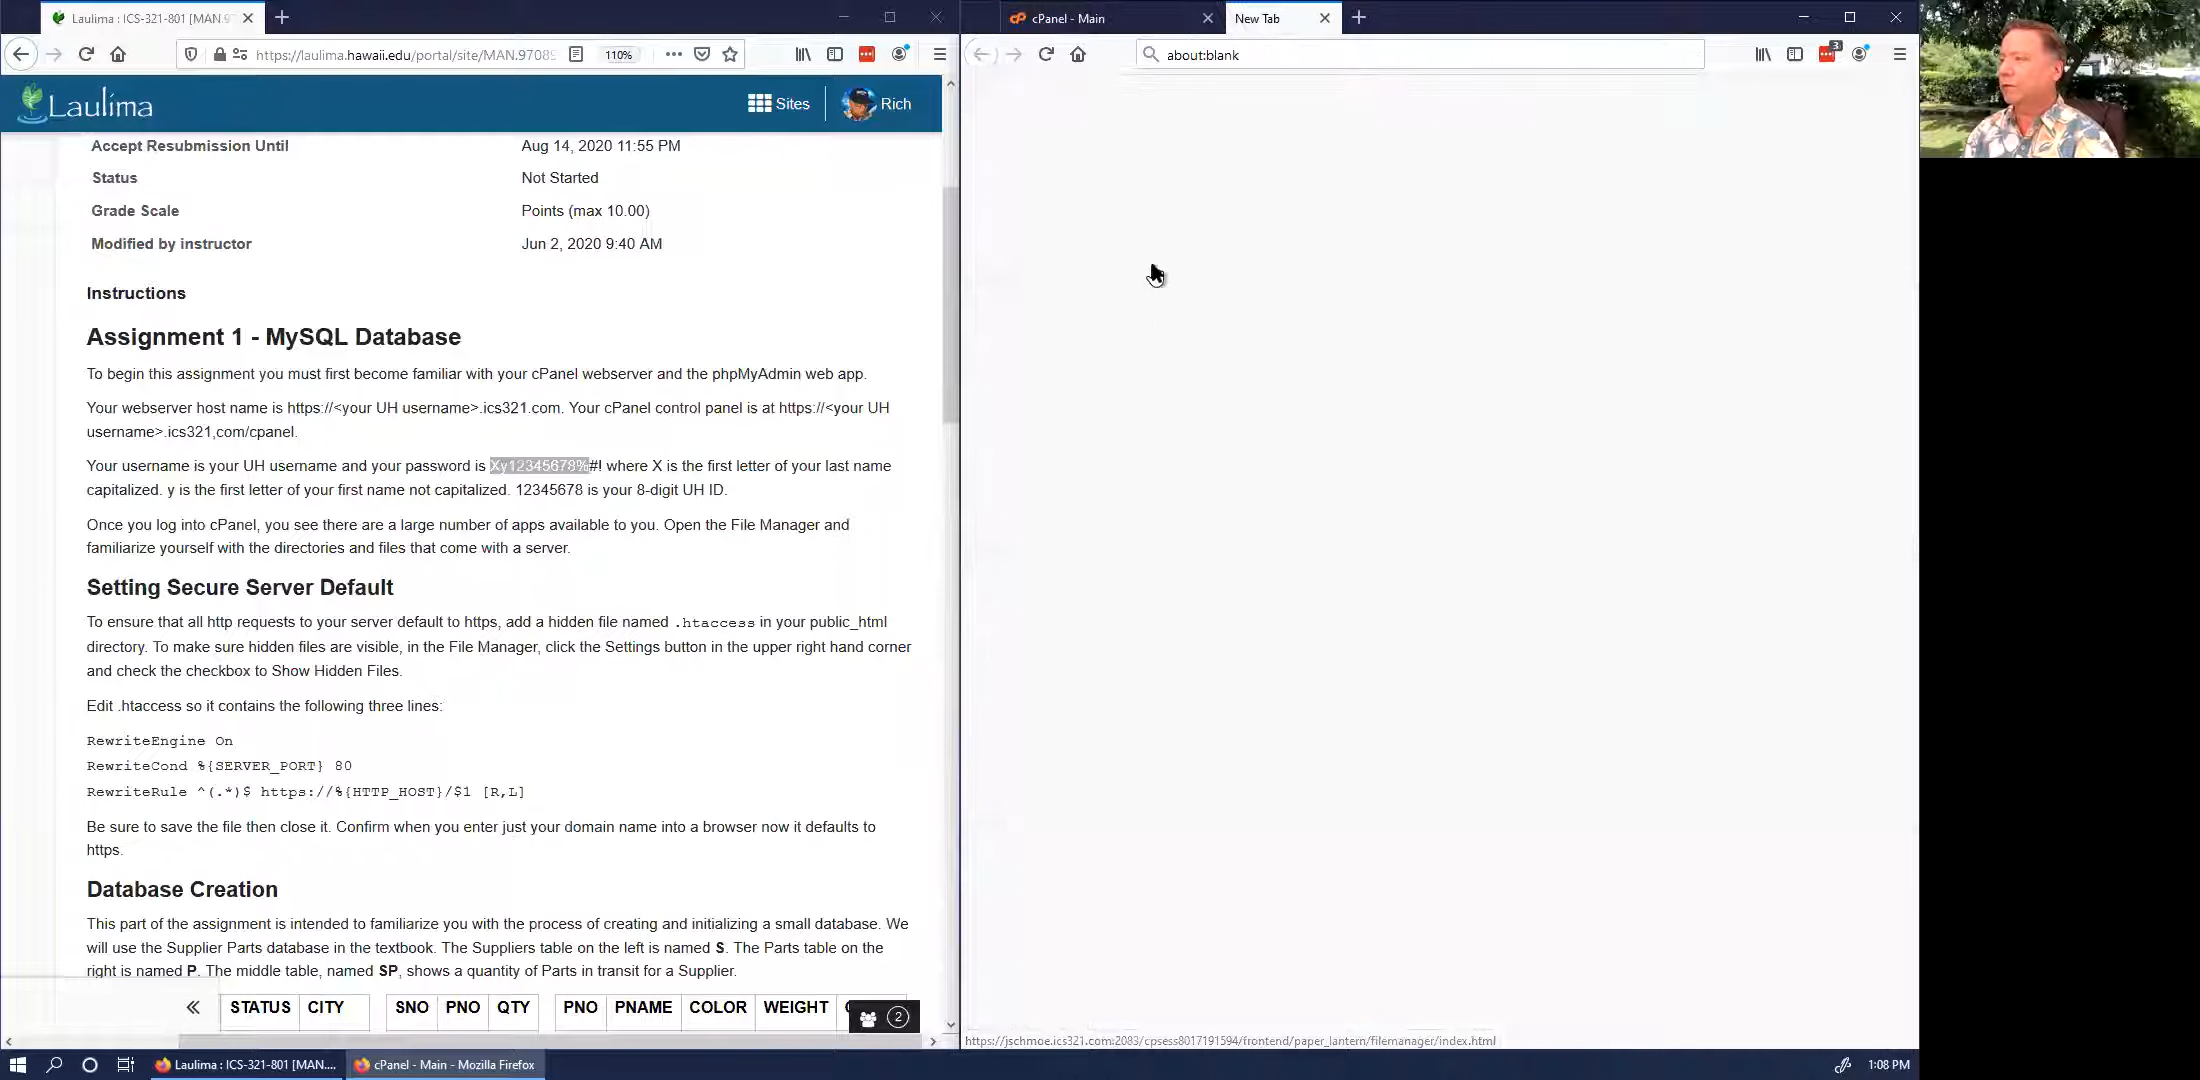 Laulima : ICS-321-801 [MAN.97
cPanel - Main
New Tab
https://laulima.hawaii.edu/portal/site/MAN.9708
110%
about:blank
3
Laulima
Sites
Rich
Accept Resubmission Until
Aug 14, 2020 11:55 PM
Status
Not Started
Grade Scale
Points (max 10.00)
Modified by instructor
Jun 2, 2020 9:40 AM
Instructions
Assignment 1 - MySQL Database
To begin this assignment you must first become familiar with your cPanel webserver and the phpMyAdmin web app.
Your webserver host name is https://<your UH username>.ics321.com. Your cPanel control panel is at https://<your UH
username>.ics321,com/cpanel.
Your username is your UH username and your password is Xy12345678%#! where X is the first letter of your last name
capitalized. y is the first letter of your first name not capitalized. 12345678 is your 8-digit UH ID.
Once you log into cPanel, you see there are a large number of apps available to you. Open the File Manager and
familiarize yourself with the directories and files that come with a server.
Setting Secure Server Default
To ensure that all http requests to your server default to https, add a hidden file named .htaccess in your public_html
directory. To make sure hidden files are visible, in the File Manager, click the Settings button in the upper right hand corner
and check the checkbox to Show Hidden Files.
Edit .htaccess so it contains the following three lines:
RewriteEngine On
RewriteCond %{SERVER_PORT} 80
RewriteRule ^(.*)$ https://%{HTTP_HOST}/$1 [R,L]
Be sure to save the file then close it. Confirm when you enter just your domain name into a browser now it defaults to
https.
Database Creation
This part of the assignment is intended to familiarize you with the process of creating and initializing a small database. We
will use the Supplier Parts database in the textbook. The Suppliers table on the left is named S. The Parts table on the
right is named P. The middle table, named SP, shows a quantity of Parts in transit for a Supplier.
STATUS CITY SNO PNO QTY PNO PNAME COLOR WEIGHT
2
https://jschmoe.ics321.com:2083/cpsess8017191594/frontend/paper_lantern/filemanager/index.html
Laulima : ICS-321-801 [MAN....
cPanel - Main - Mozilla Firefox
1:08 PM